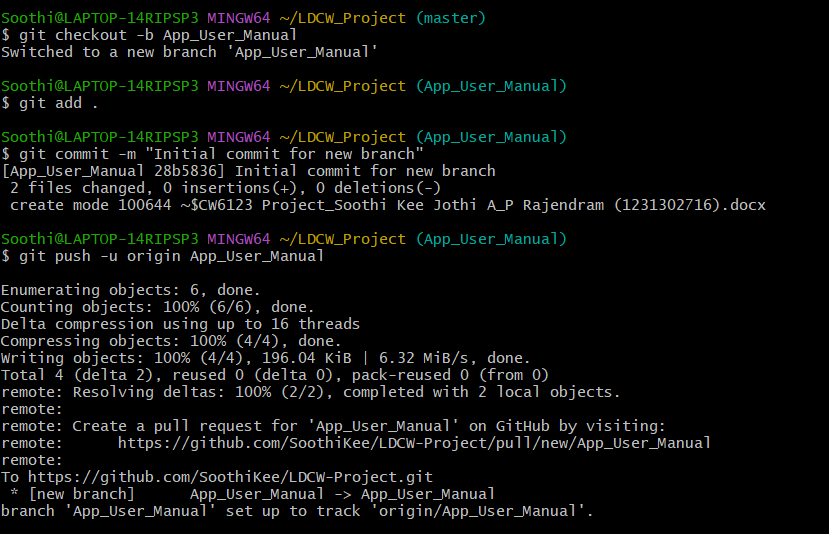 Soothi@LAPTOP-14RIPSP3 MINGW64 ~/LDCW_Project (master)
$ git checkout -b App_User_Manual
Switched to a new branch 'App_User_Manual'
Soothi@LAPTOP-14RIPSP3 MINGW64 ~/LDCW_Project (App_User_Manual)
$ git add .
Soothi@LAPTOP-14RIPSP3 MINGW64 ~/LDCW_Project (App_User_Manual)
$ git commit -m "Initial commit for new branch"
[App_User_Manual 28b5836] Initial commit for new branch
 2 files changed, 0 insertions(+), 0 deletions(-)
 create mode 100644 ~$CW6123 Project_Soothi Kee Jothi A_P Rajendram (1231302716).docx
Soothi@LAPTOP-14RIPSP3 MINGW64 ~/LDCW_Project (App_User_Manual)
$ git push -u origin App_User_Manual
Enumerating objects: 6, done.
Counting objects: 100% (6/6), done.
Delta compression using up to 16 threads
Compressing objects: 100% (4/4), done.
Writing objects: 100% (4/4), 196.04 KiB | 6.32 MiB/s, done.
Total 4 (delta 2), reused 0 (delta 0), pack-reused 0 (from 0)
remote: Resolving deltas: 100% (2/2), completed with 2 local objects.
remote:
remote: Create a pull request for 'App_User_Manual' on GitHub by visiting:
remote:      https://github.com/SoothiKee/LDCW-Project/pull/new/App_User_Manual
remote:
To https://github.com/SoothiKee/LDCW-Project.git
 * [new branch]      App_User_Manual -> App_User_Manual
branch 'App_User_Manual' set up to track 'origin/App_User_Manual'.